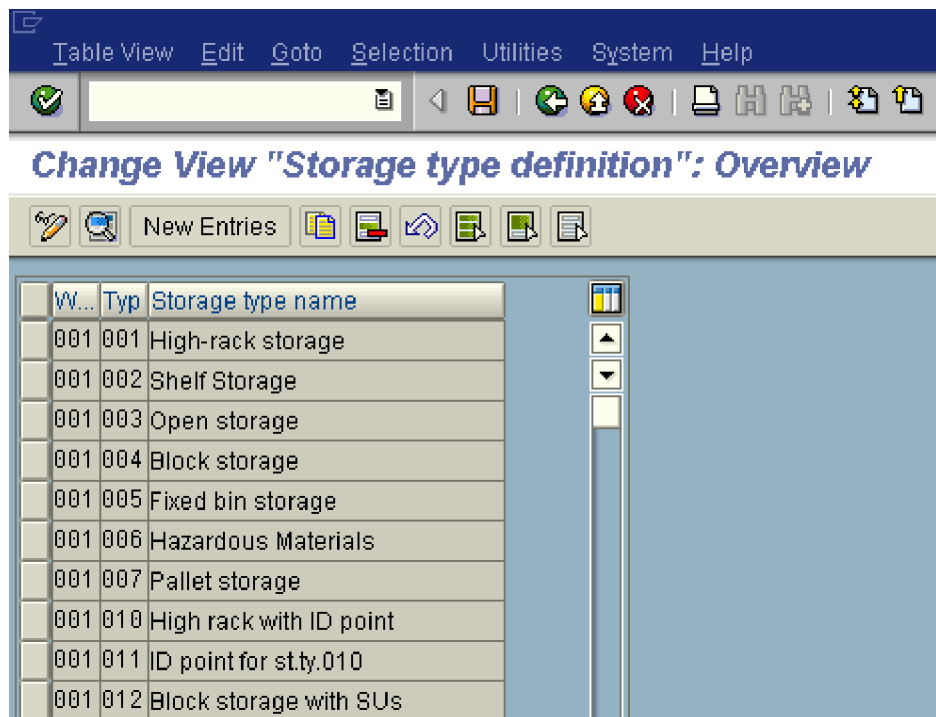 Table View Edit Goto Selection Utilities System Help
Change View "Storage type definition": Overview
New Entries
W... Typ Storage type name
001 001 High-rack storage
001 002 Shelf Storage
001 003 Open storage
001 004 Block storage
001 005 Fixed bin storage
001 006 Hazardous Materials
001 007 Pallet storage
001 010 High rack with ID point
001 011 ID point for st.ty.010
001 012 Block storage with SUs